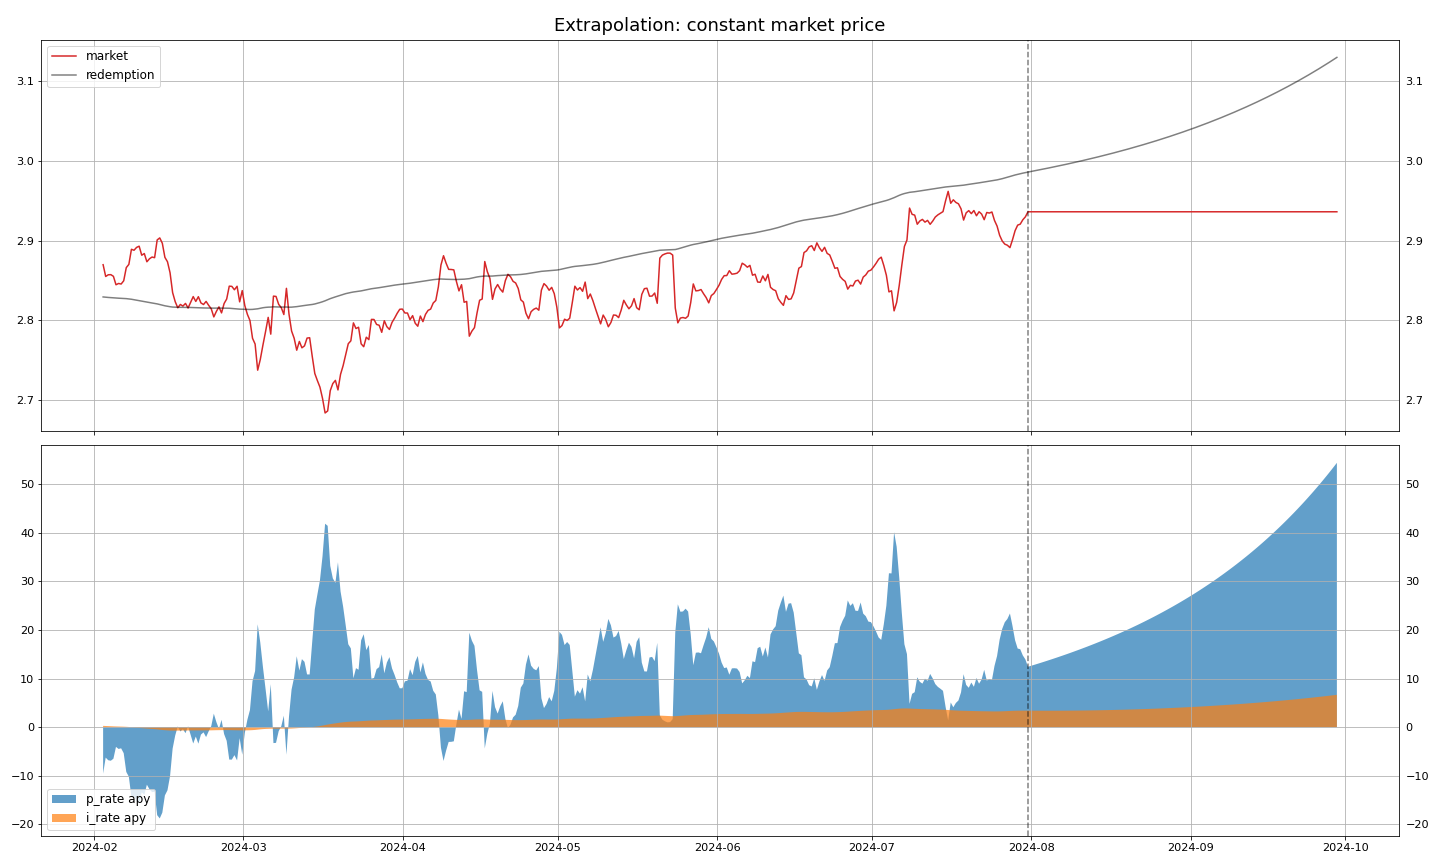 Extrapolation: constant market price
market
redemption
3.1 3.1
3.0 3.0
2.9 2.9
2.8 2.8
2.7 2.7
50 50
40 40
30 30
20 20
10 10
0 0
−10 −10
−20 −20
p_rate apy
i_rate apy
2024-02 2024-03 2024-04 2024-05 2024-06 2024-07 2024-08 2024-09 2024-10